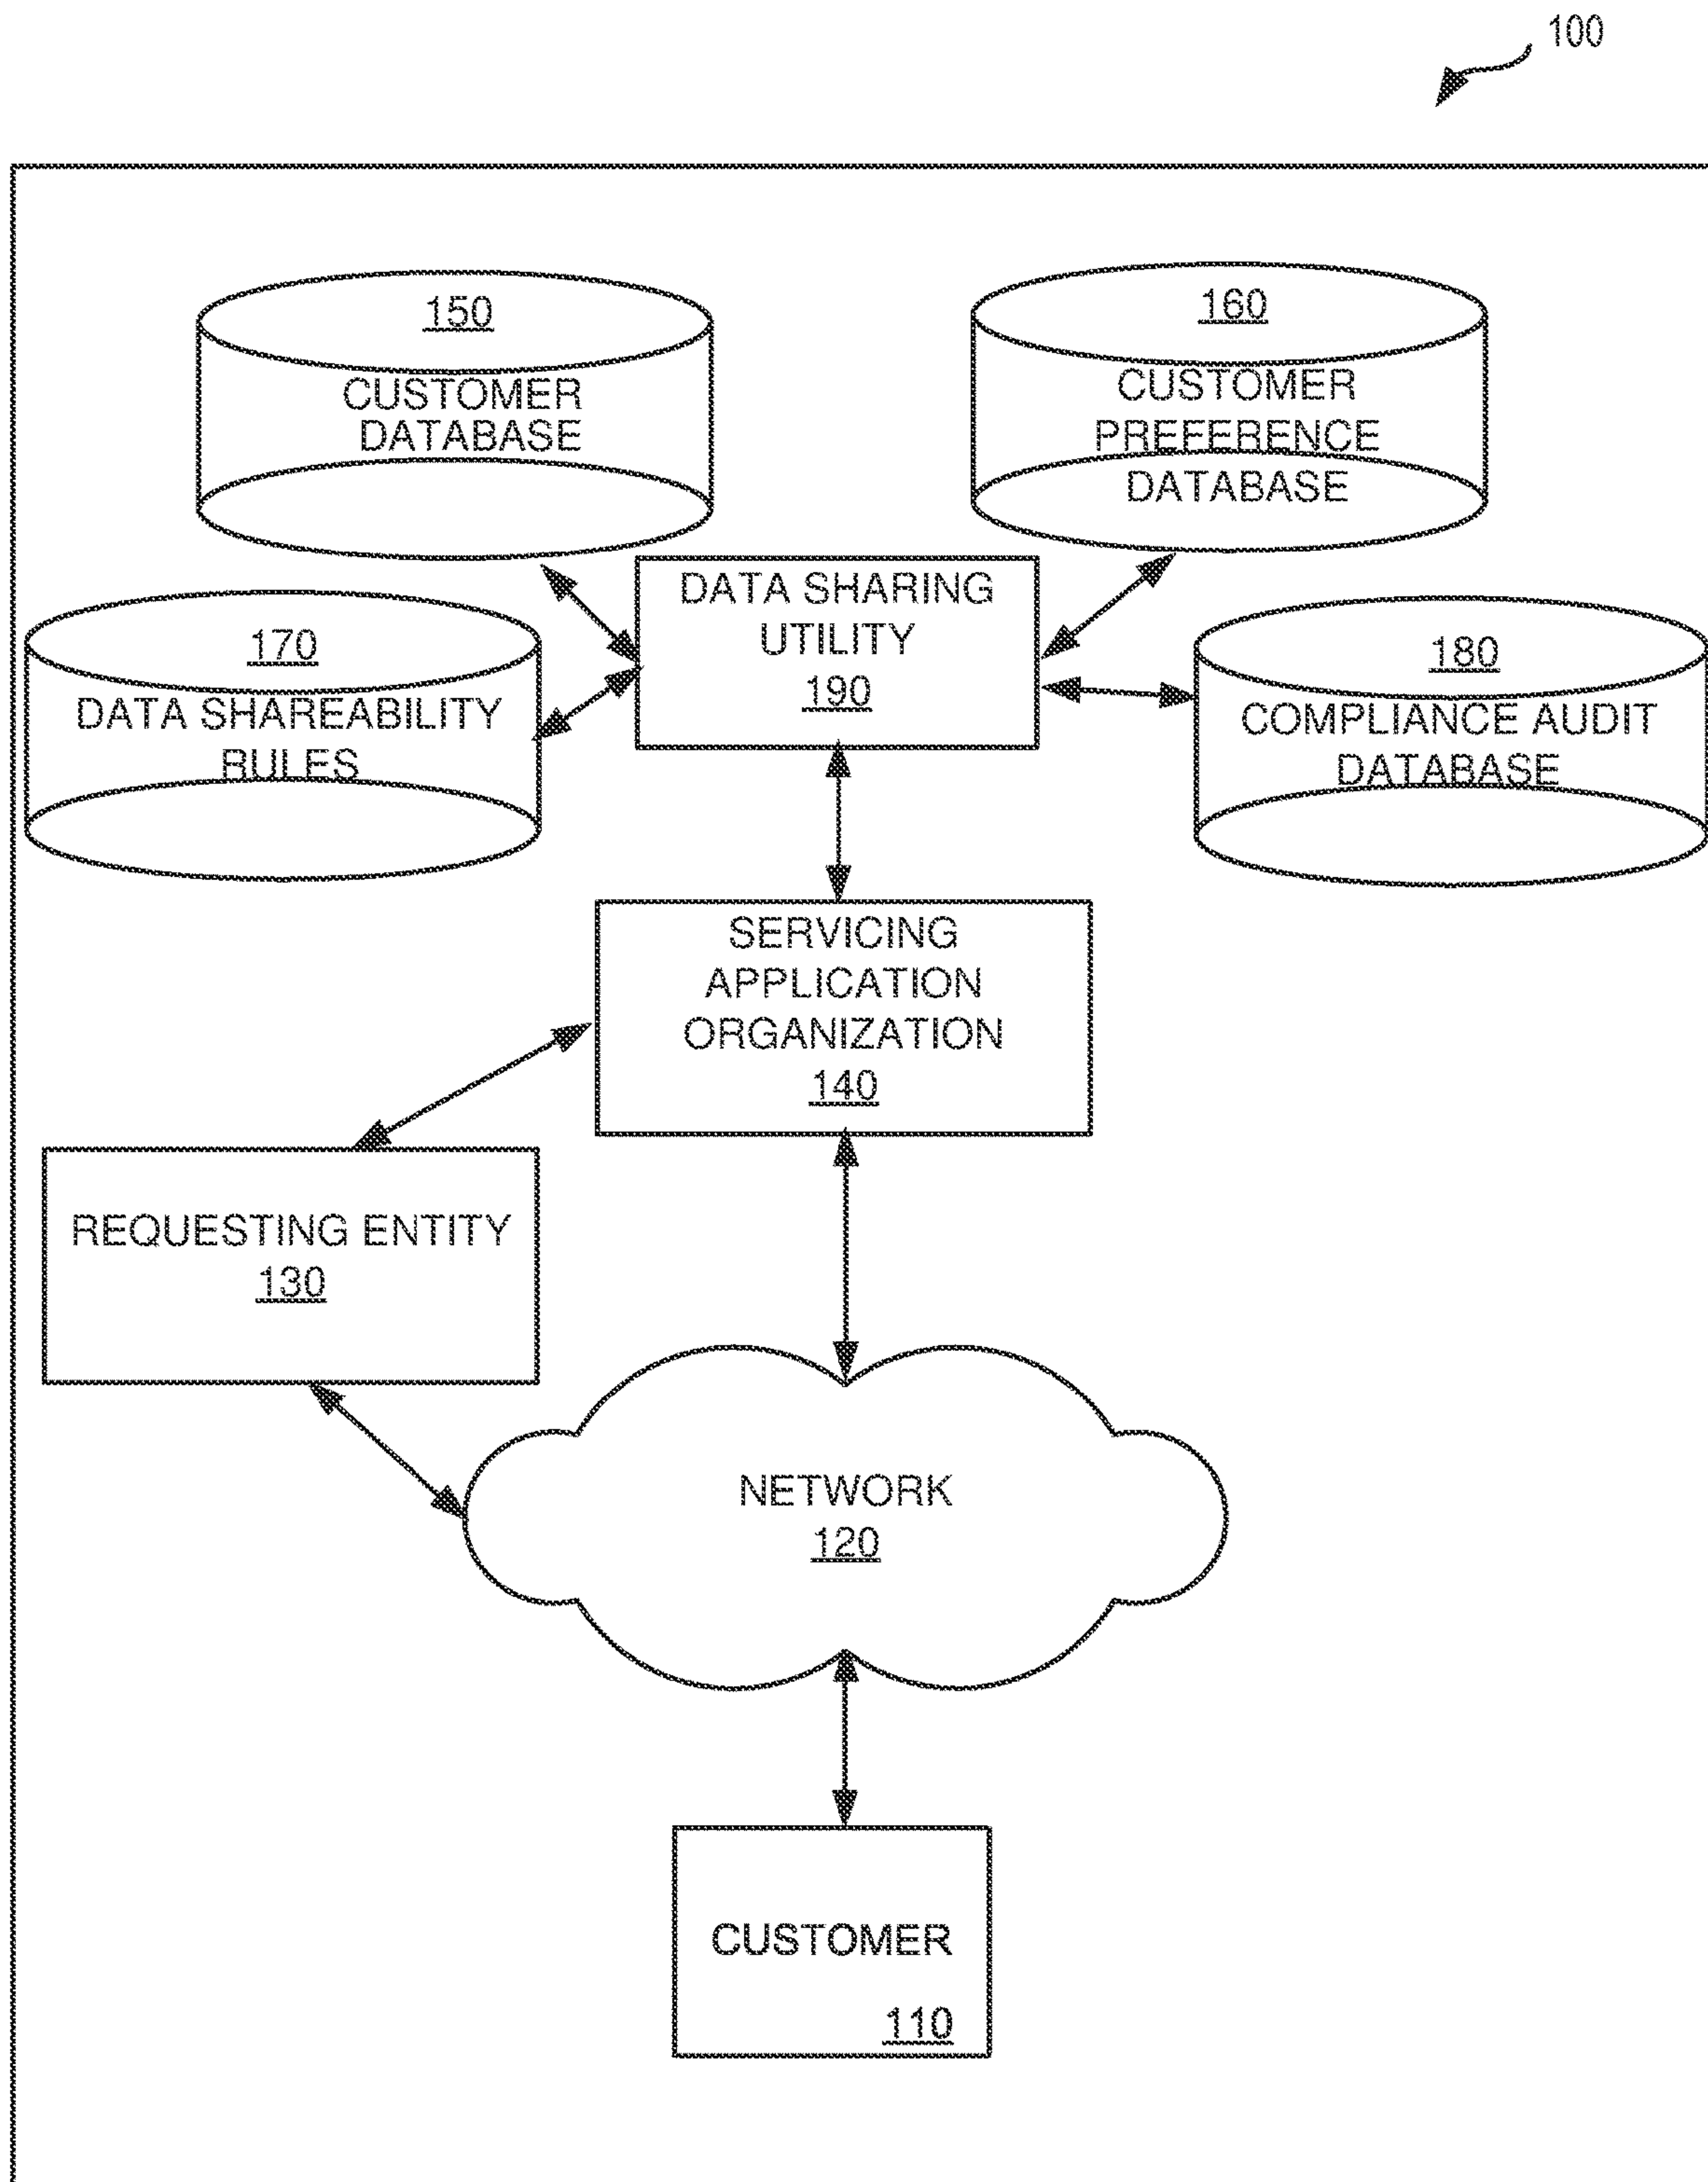 100
150
CUSTOMER
DATABASE
160
CUSTOMER
PREFERENCE
DATABASE
DATA SHARING
UTILITY
190
170
DATA SHAREABILITY
RULES
180
COMPLIANCE AUDIT
DATABASE
SERVICING
APPLICATION
ORGANIZATION
140
REQUESTING ENTITY
130
NETWORK
120
CUSTOMER
110